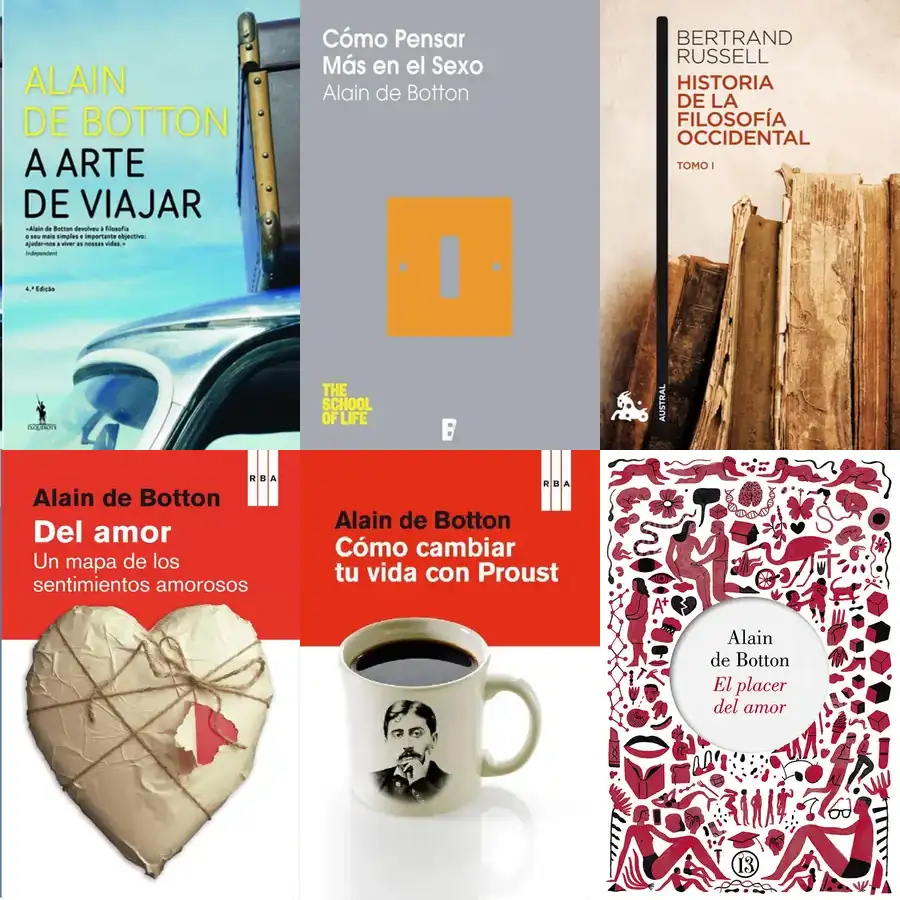 ALAIN
DE BOTTON
A ARTE
DE VIAJAR
«Alain de Botton devolveu à filosofia
o seu mais simples e importante objectivo:
ajudar-nos a viver as nossas vidas.»
Independent
4.ª Edição
Cómo Pensar
Más en el Sexo
Alain de Botton
THE
SCHOOL
OF LIFE
B
BERTRAND
RUSSELL
HISTORIA
DE LA
FILOSOFÍA
OCCIDENTAL
TOMO I
AUSTRAL
RBA
Alain de Botton
Del amor
Un mapa de los
sentimientos amorosos
RBA
Alain de Botton
Cómo cambiar
tu vida con Proust
A+
Alain
de Botton
El placer
del amor
13